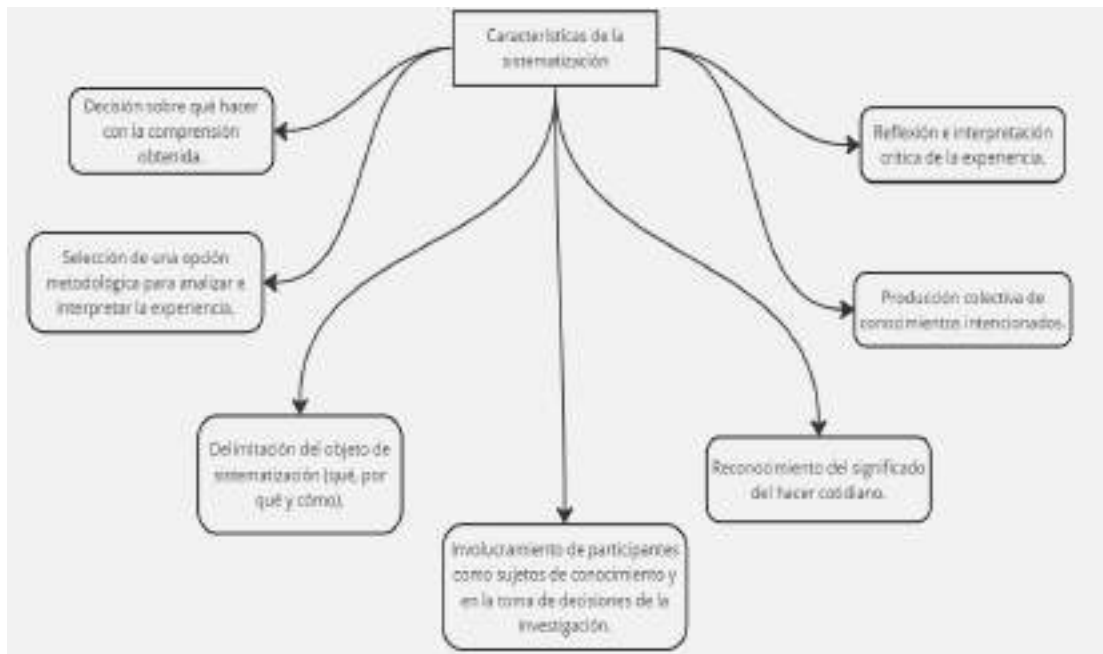 Características de la
sistematización
Decisión sobre qué hacer
con la comprensión
obtenida.
Reflexión e interpretación
crítica de la experiencia.
Selección de una opción
metodológica para analizar e
interpretar la experiencia.
Producción colectiva de
conocimientos intencionados.
Delimitación del objeto de
sistematización (qué, por
qué y cómo).
Reconocimiento del significado
del hacer cotidiano.
Involucramiento de participantes
como sujetos de conocimiento y
en la toma de decisiones de la
investigación.